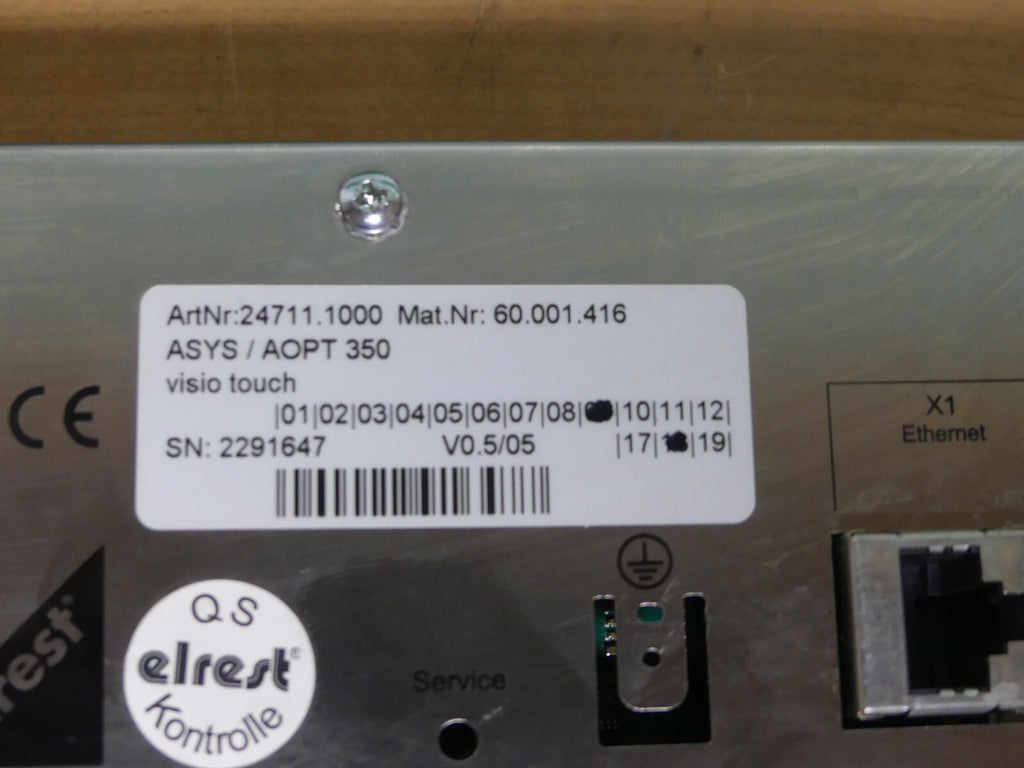 ArtNr:24711.1000 Mat.Nr: 60.001.416
ASYS / AOPT 350
visio touch
|01|02|03|04|05|06|07|08| |10|11|12|
SN: 2291647 V0.5/05 |17| |19|
CE
X1
Ethernet
QS
elrest®
Kontrolle
Service
rest®